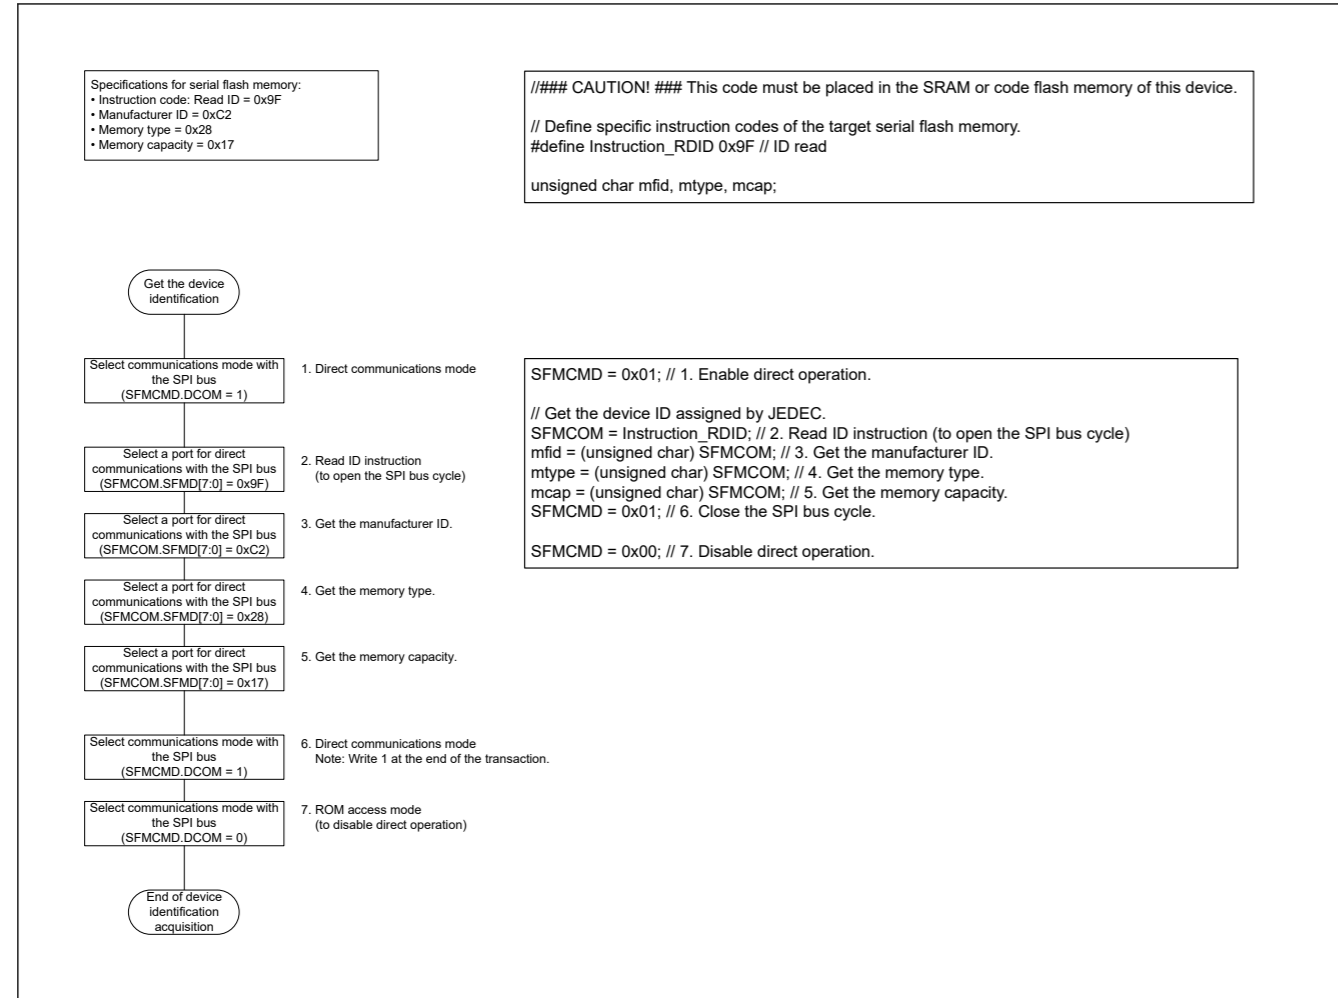 Specifications for serial flash memory:
• Instruction code: Read ID = 0x9F
• Manufacturer ID = 0xC2
• Memory type = 0x28
• Memory capacity = 0x17
//### CAUTION! ### This code must be placed in the SRAM or code flash memory of this device.
// Define specific instruction codes of the target serial flash memory.
#define Instruction_RDID 0x9F // ID read
unsigned char mfid, mtype, mcap;
Get the device
identification
Select communications mode with
the SPI bus
(SFMCMD.DCOM = 1)
1. Direct communications mode
Select a port for direct
communications with the SPI bus
(SFMCOM.SFMD[7:0] = 0x9F)
2. Read ID instruction
(to open the SPI bus cycle)
Select a port for direct
communications with the SPI bus
(SFMCOM.SFMD[7:0] = 0xC2)
3. Get the manufacturer ID.
Select a port for direct
communications with the SPI bus
(SFMCOM.SFMD[7:0] = 0x28)
4. Get the memory type.
Select a port for direct
communications with the SPI bus
(SFMCOM.SFMD[7:0] = 0x17)
5. Get the memory capacity.
Select communications mode with
the SPI bus
(SFMCMD.DCOM = 1)
6. Direct communications mode
Note: Write 1 at the end of the transaction.
Select communications mode with
the SPI bus
(SFMCMD.DCOM = 0)
7. ROM access mode
(to disable direct operation)
End of device
identification
acquisition
SFMCMD = 0x01; // 1. Enable direct operation.
// Get the device ID assigned by JEDEC.
SFMCOM = Instruction_RDID; // 2. Read ID instruction (to open the SPI bus cycle)
mfid = (unsigned char) SFMCOM; // 3. Get the manufacturer ID.
mtype = (unsigned char) SFMCOM; // 4. Get the memory type.
mcap = (unsigned char) SFMCOM; // 5. Get the memory capacity.
SFMCMD = 0x01; // 6. Close the SPI bus cycle.
SFMCMD = 0x00; // 7. Disable direct operation.